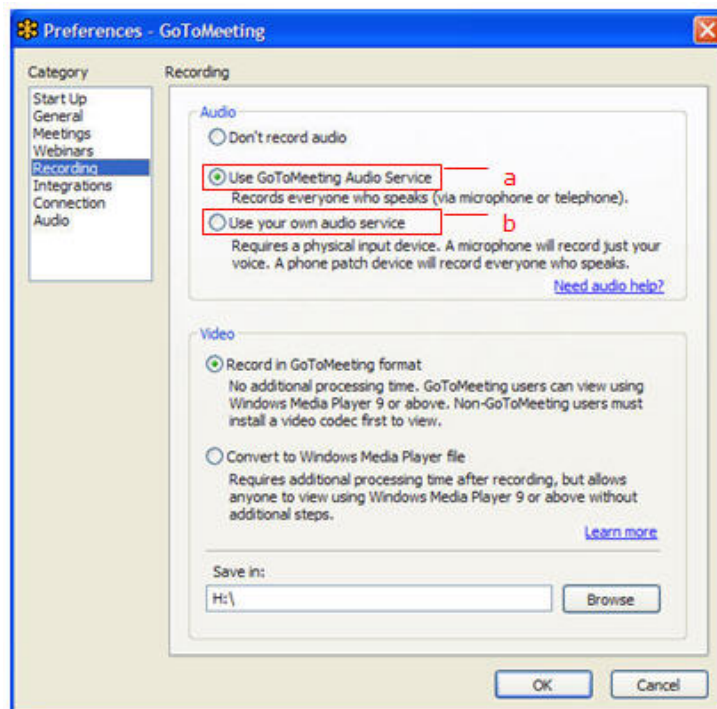 Preferences - GoToMeeting
Category
Recording
Start Up
General
Meetings
Webinars
Recording
Integrations
Connection
Audio
Audio
Don't record audio
Use GoToMeeting Audio Service
a
Records everyone who speaks (via microphone or telephone).
Use your own audio service
b
Requires a physical input device. A microphone will record just your
voice. A phone patch device will record everyone who speaks.
Need audio help?
Video
Record in GoToMeeting format
No additional processing time. GoToMeeting users can view using
Windows Media Player 9 or above. Non-GoToMeeting users must
install a video codec first to view.
Convert to Windows Media Player file
Requires additional processing time after recording, but allows
anyone to view using Windows Media Player 9 or above without
additional steps.
Learn more
Save in:
H:\
Browse
OK
Cancel